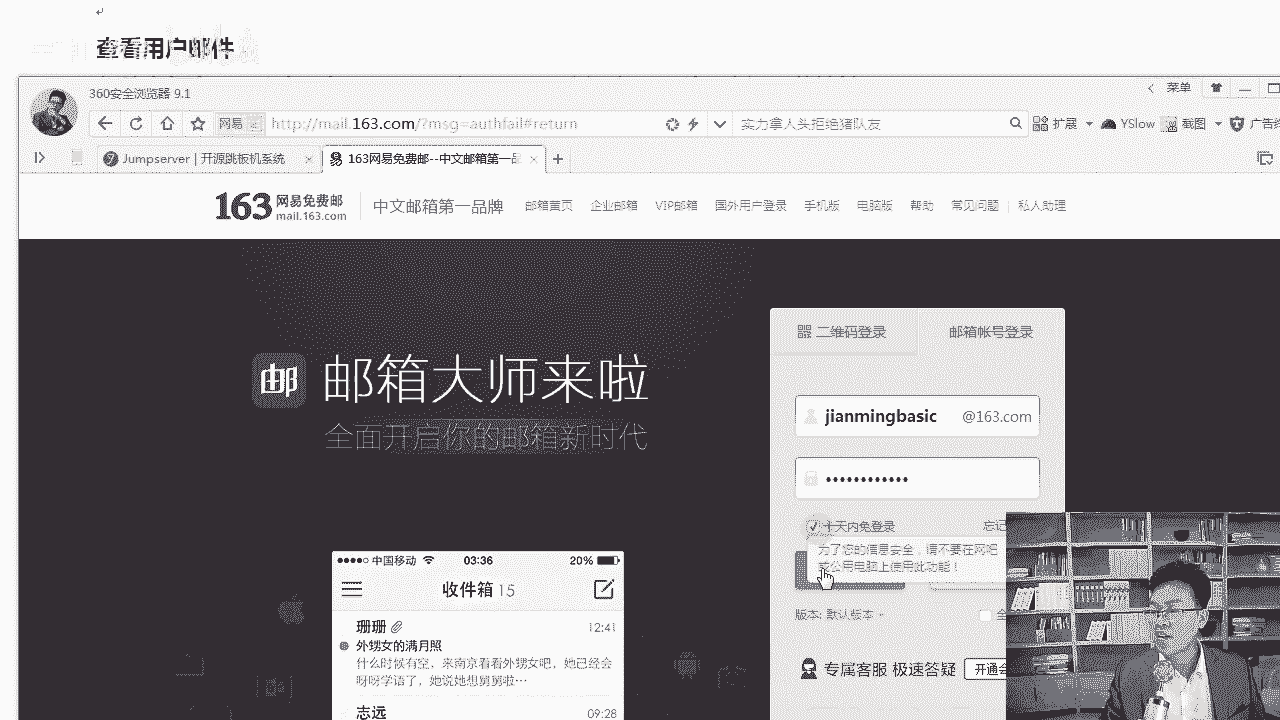 查看用户邮件
360安全浏览器 9.1
菜单
网易
http://mail.163.com/?msg=authfail#return
实力拿人头拒绝猪队友
扩展
YSlow
截图
Jumpserver | 开源跳板机系统
163网易免费邮--中文邮箱第一品
163 网易免费邮
mail.163.com
中文邮箱第一品牌
邮箱首页 企业邮箱 VIP邮箱 国外用户登录 手机版 电脑版 帮助 常见问题 私人助理
二维码登录
邮箱帐号登录
邮 邮箱大师来啦
全面开启你的邮箱新时代
jianmingbasic @163.com
••••••••••••
十天内免登录
忘记
为了您的信息安全，请不要在网吧
或公用电脑上使用此功能！
版本: 默认版本
全
专属客服 极速答疑
中国移动 03:36 20%
收件箱 15
珊珊 12:41
外甥女的满月照
什么时候有空，来南京看看外甥女吧，她已经会
呀呀学语了，她说她想舅舅啦…
志远 09:28